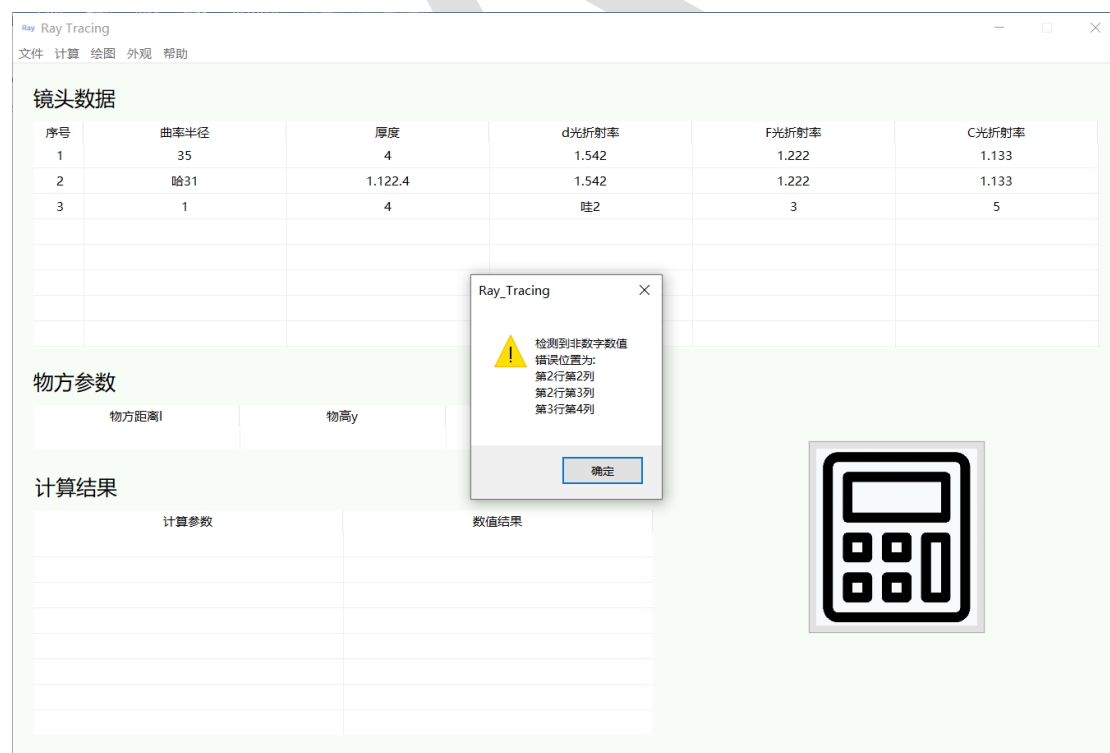 Ray Ray Tracing
文件 计算 绘图 外观 帮助
镜头数据
序号 曲率半径 厚度 d光折射率 F光折射率 C光折射率
1 35 4 1.542 1.222 1.133
2 哈31 1.122.4 1.542 1.222 1.133
3 1 4 哇2 3 5
Ray_Tracing
检测到非数字数值
错误位置为:
第2行第2列
第2行第3列
第3行第4列
确定
物方参数
物方距离l 物高y
计算结果
计算参数 数值结果